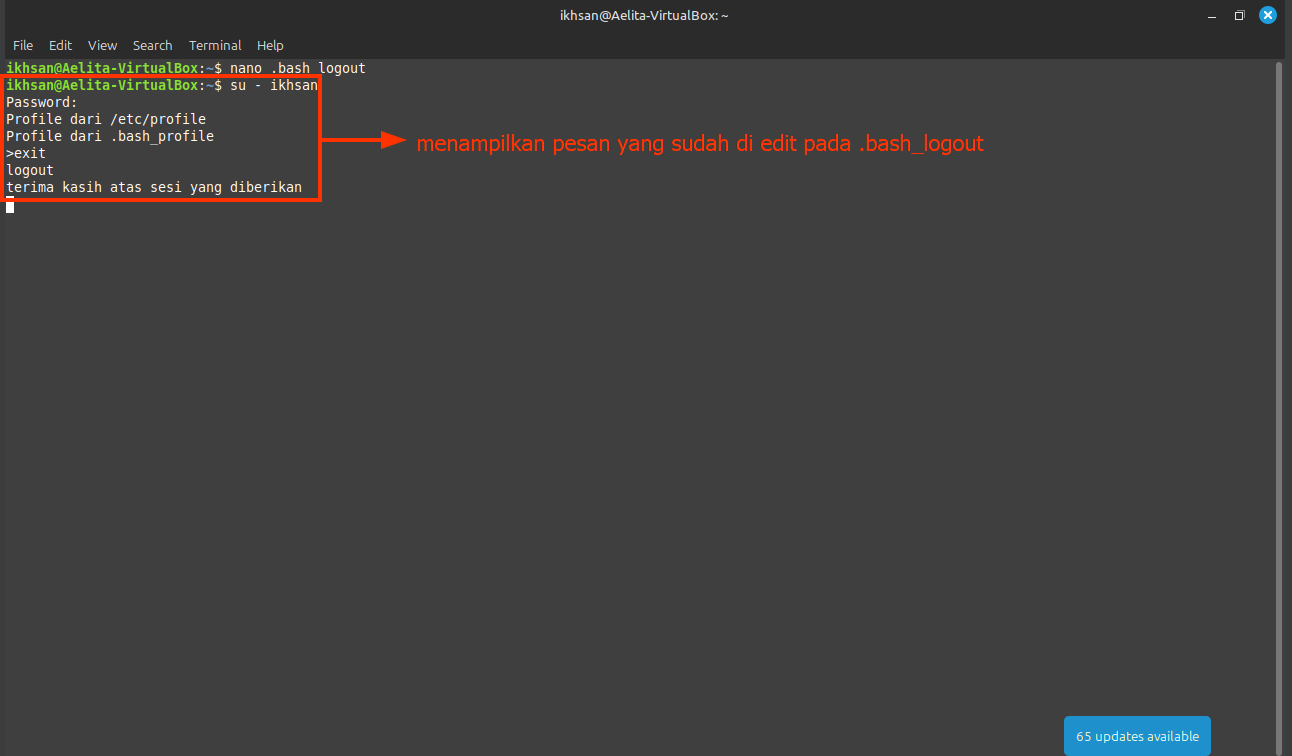 ikhsan@Aelita-VirtualBox: ~
File Edit View Search Terminal Help
ikhsan@Aelita-VirtualBox:~$ nano .bash_logout
ikhsan@Aelita-VirtualBox:~$ su - ikhsan
Password:
Profile dari /etc/profile
Profile dari .bash_profile
>exit
logout
terima kasih atas sesi yang diberikan
menampilkan pesan yang sudah di edit pada .bash_logout
65 updates available